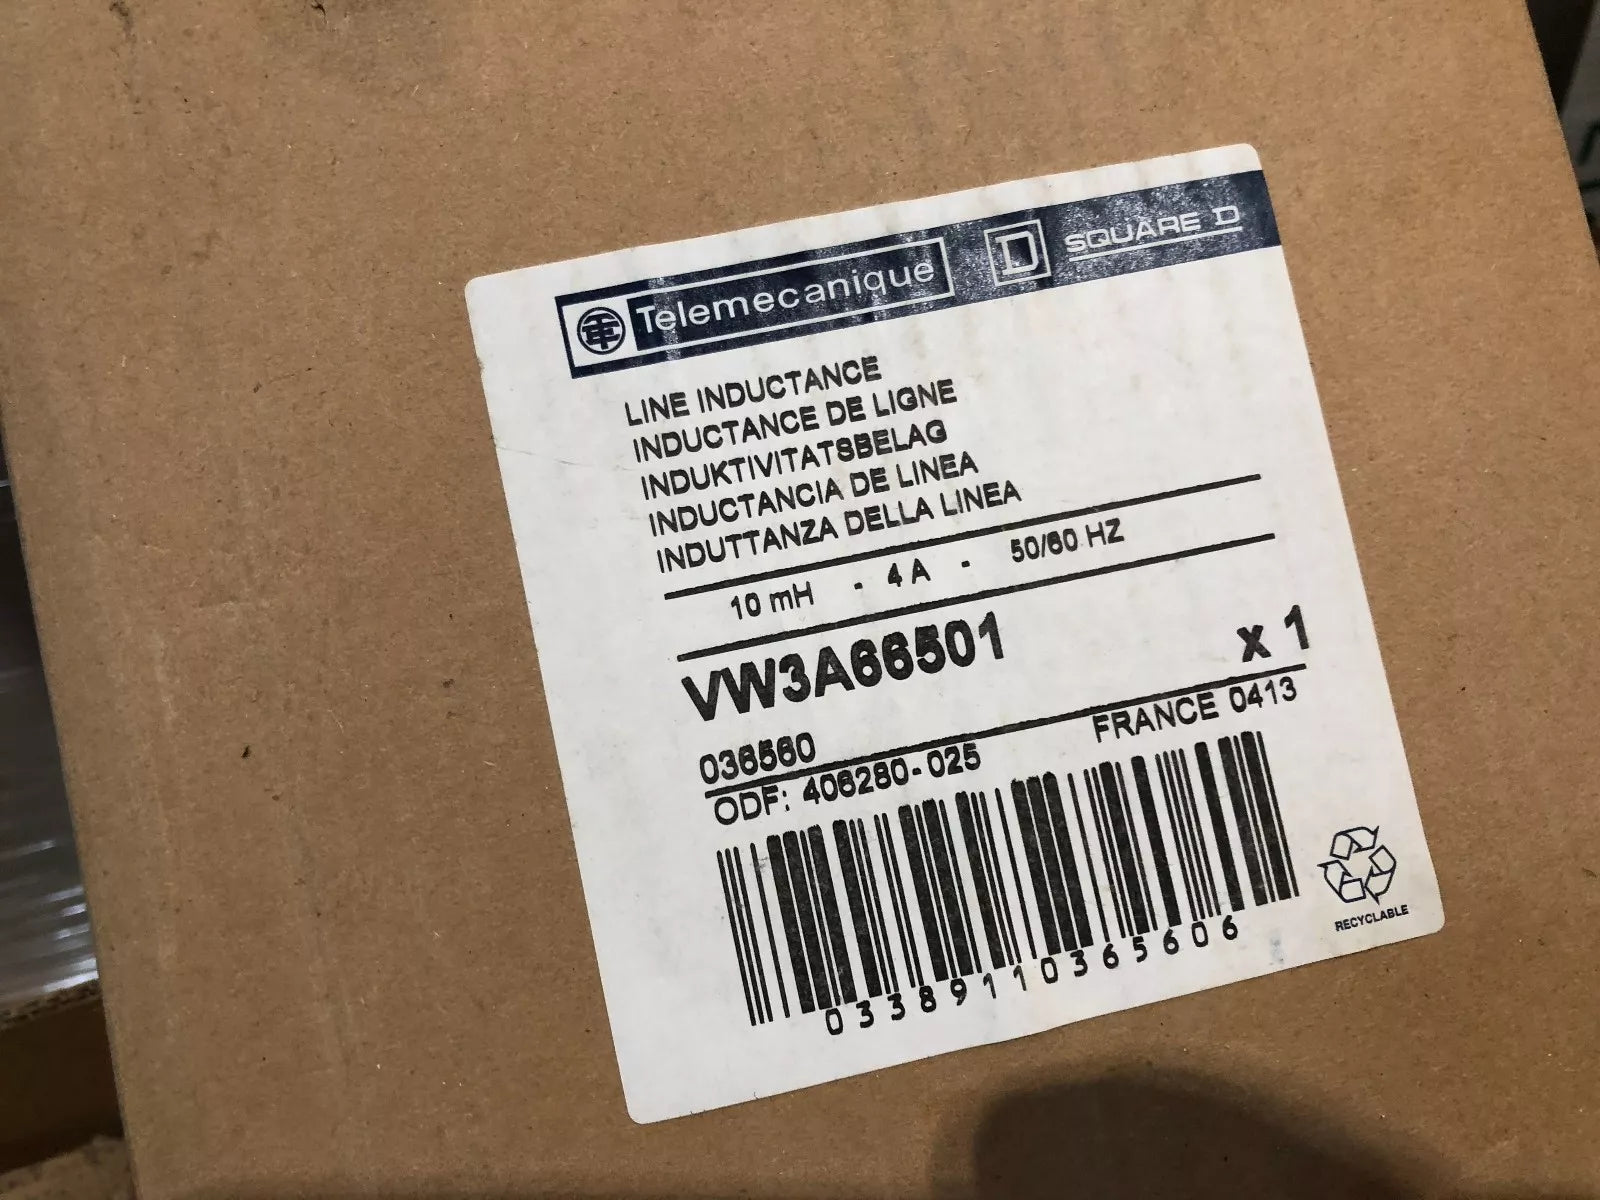 Telemecanique D SQUARE D
LINE INDUCTANCE
INDUCTANCE DE LIGNE
INDUKTIVITATSBELAG
INDUCTANCIA DE LINEA
INDUTTANZA DELLA LINEA
10 mH - 4 A - 50/60 HZ
VW3A66501 x 1
036560 FRANCE 0413
ODF: 406280-025
03389110365606
RECYCLABLE